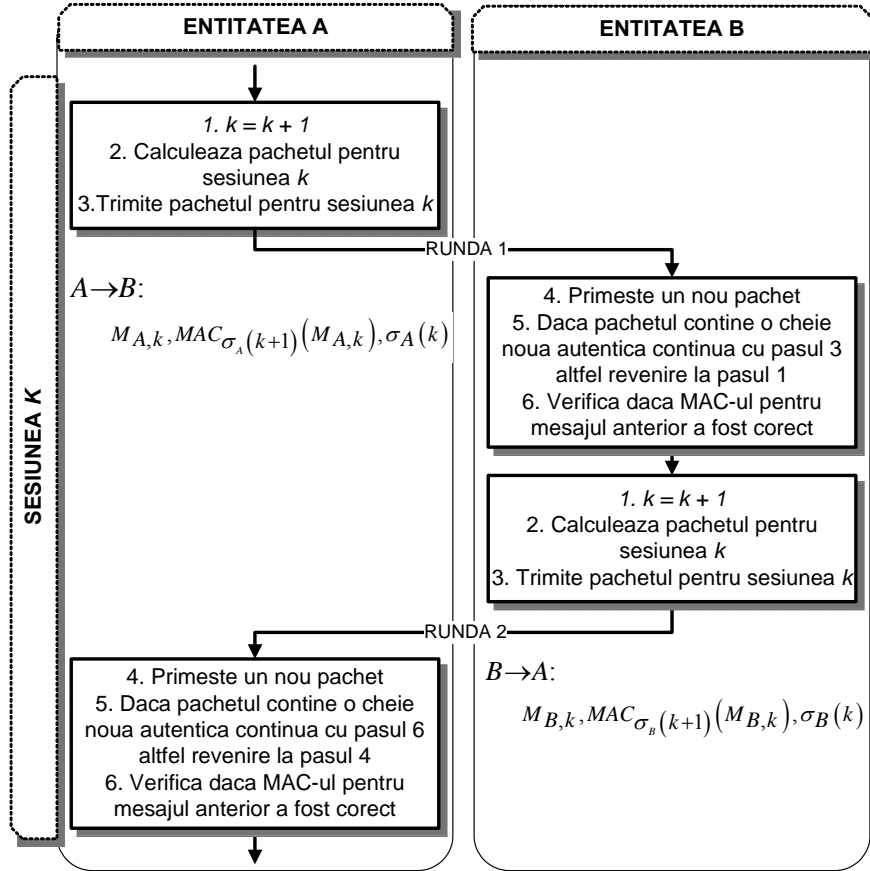 ENTITATEA A
ENTITATEA B
SESIUNEA K
1. k = k + 1
2. Calculeaza pachetul pentru
sesiunea k
3.Trimite pachetul pentru sesiunea k
RUNDA 1
A→B:
M_{A,k}, MAC_{σ_A(k+1)}(M_{A,k}), σ_A(k)
4. Primeste un nou pachet
5. Daca pachetul contine o cheie
noua autentica continua cu pasul 3
altfel revenire la pasul 1
6. Verifica daca MAC-ul pentru
mesajul anterior a fost corect
1. k = k + 1
2. Calculeaza pachetul pentru
sesiunea k
3. Trimite pachetul pentru sesiunea k
RUNDA 2
B→A:
M_{B,k}, MAC_{σ_B(k+1)}(M_{B,k}), σ_B(k)
4. Primeste un nou pachet
5. Daca pachetul contine o cheie
noua autentica continua cu pasul 6
altfel revenire la pasul 4
6. Verifica daca MAC-ul pentru
mesajul anterior a fost corect